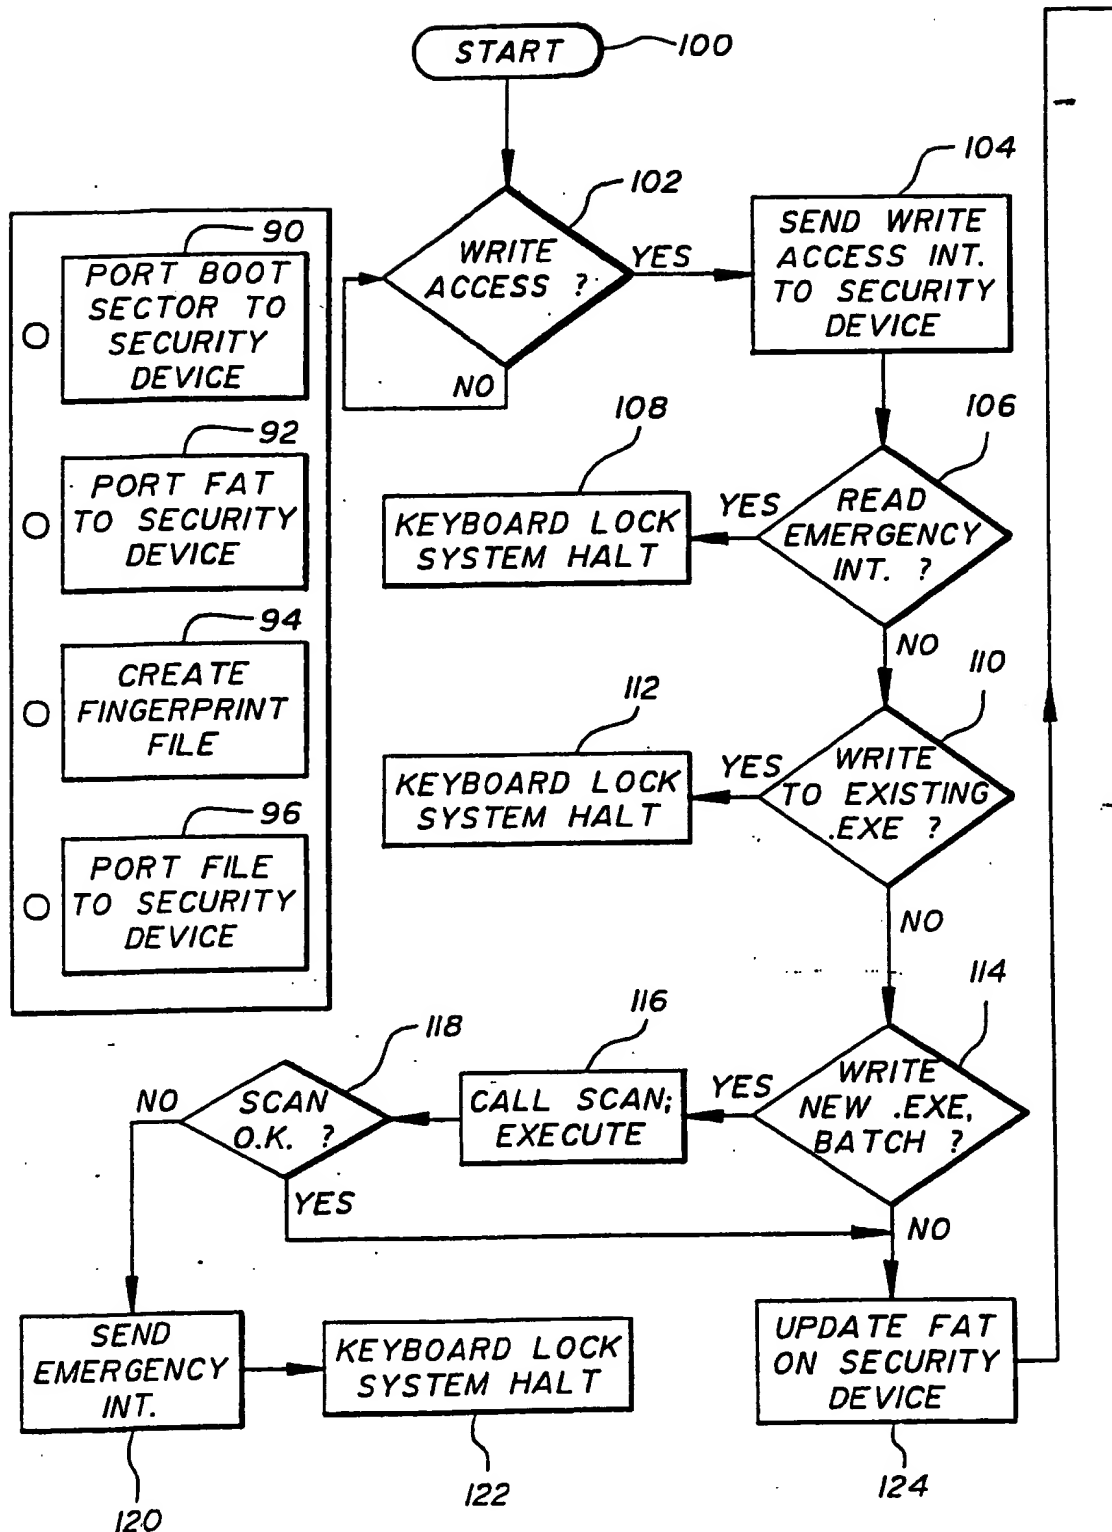 START
100
102
WRITE
ACCESS ?
YES
NO
104
SEND WRITE
ACCESS INT.
TO SECURITY
DEVICE
90
PORT BOOT
SECTOR TO
SECURITY
DEVICE
92
PORT FAT
TO SECURITY
DEVICE
94
CREATE
FINGERPRINT
FILE
96
PORT FILE
TO SECURITY
DEVICE
106
READ
EMERGENCY
INT. ?
YES
NO
108
KEYBOARD LOCK
SYSTEM HALT
110
WRITE
TO EXISTING
.EXE ?
YES
NO
112
KEYBOARD LOCK
SYSTEM HALT
114
WRITE
NEW .EXE,
BATCH ?
YES
NO
116
CALL SCAN;
EXECUTE
118
SCAN
O.K. ?
NO
YES
SEND
EMERGENCY
INT.
120
KEYBOARD LOCK
SYSTEM HALT
122
UPDATE FAT
ON SECURITY
DEVICE
124